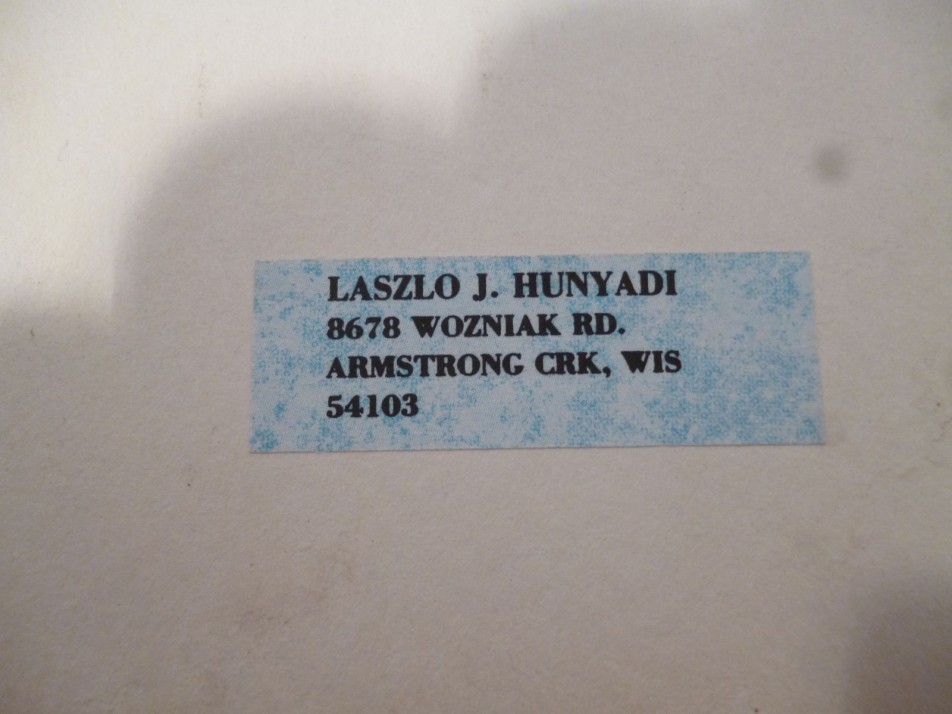 LASZLO J. HUNYADI
8678 WOZNIAK RD.
ARMSTRONG CRK, WIS
54103